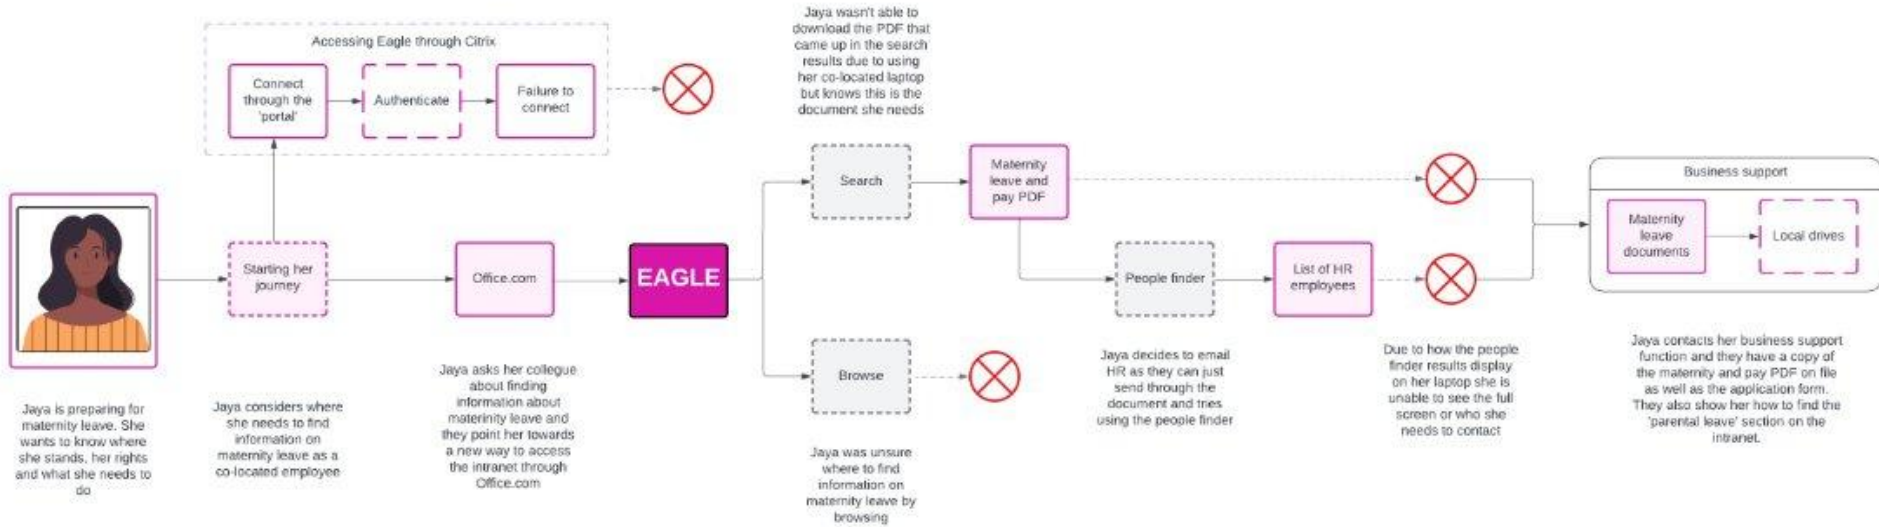 Jaya wasn't able to
download the PDF that
came up in the search
results due to using
her co-located laptop
but knows this is the
document she needs
Accessing Eagle through Citrix
Connect
through the
'portal'
Authenticate
Failure to
connect
Search
Maternity
leave and
pay PDF
Business support
Maternity
leave
documents
Local drives
Starting her
journey
Office.com
EAGLE
People finder
List of HR
employees
Browse
Jaya is preparing for
maternity leave. She
wants to know where
she stands, her rights
and what she needs to
do
Jaya considers where
she needs to find
information on
maternity leave as a
co-located employee
Jaya asks her collegue
about finding
information about
materinity leave and
they point her towards
a new way to access
the intranet through
Office.com
Jaya was unsure
where to find
information on
maternity leave by
browsing
Jaya decides to email
HR as they can just
send through the
document and tries
using the people finder
Due to how the people
finder results display
on her laptop she is
unable to see the full
screen or who she
needs to contact
Jaya contacts her business support
function and they have a copy of
the maternity and pay PDF on file
as well as the application form.
They also show her how to find the
'parental leave' section on the
intranet.